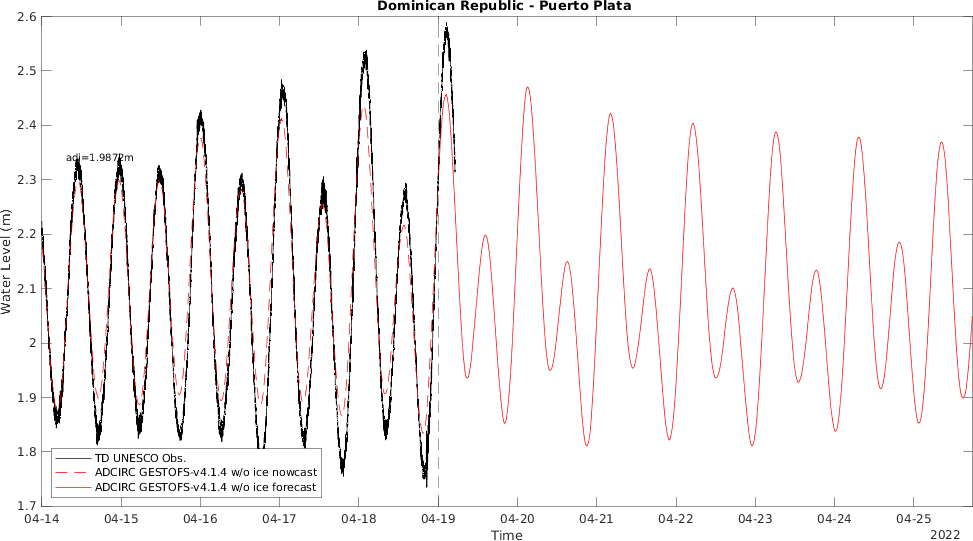 Dominican Republic - Puerto Plata
2.6
2.5
2.4
2.3
2.2
2.1
2
1.9
1.8
1.7
Water Level (m)
adj=1.9872m
TD UNESCO Obs.
ADCIRC GESTOFS-v4.1.4 w/o ice nowcast
ADCIRC GESTOFS-v4.1.4 w/o ice forecast
04-14 04-15 04-16 04-17 04-18 04-19 04-20 04-21 04-22 04-23 04-24 04-25
Time
2022